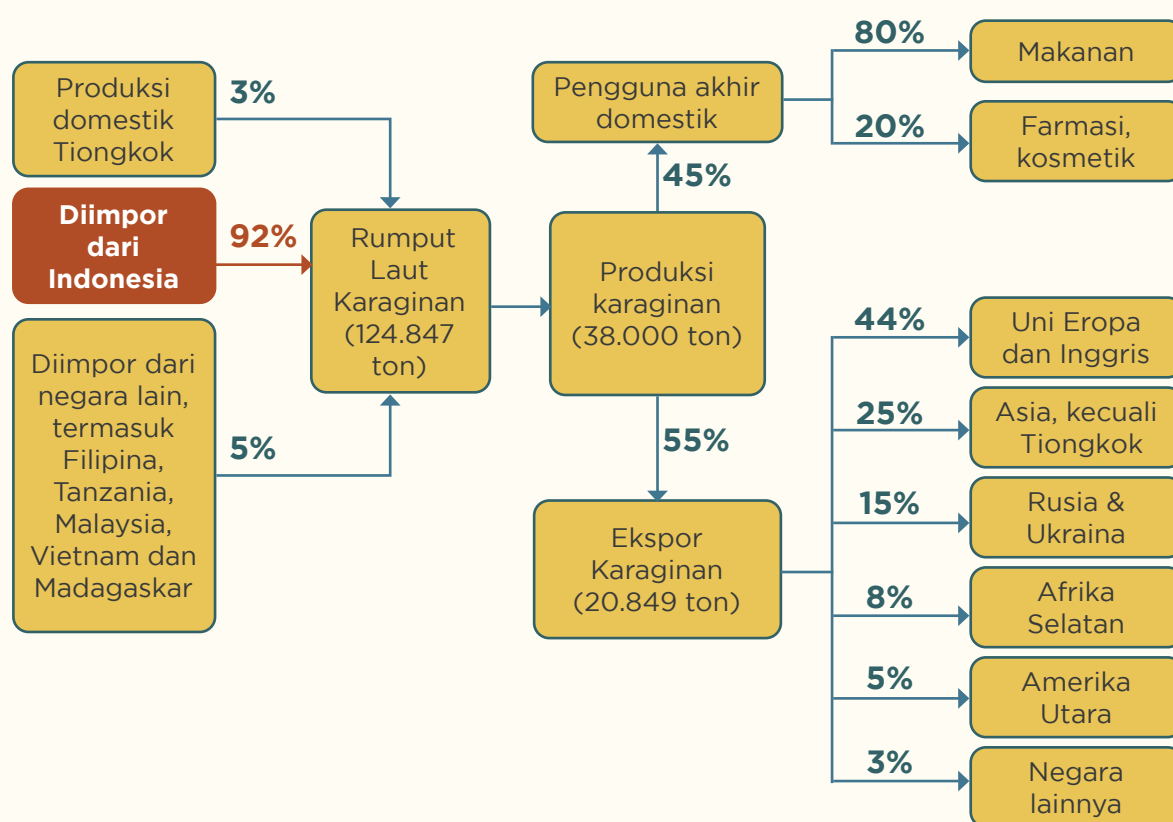 Produksi
domestik
Tiongkok
3%
Diimpor
dari
Indonesia
92%
Diimpor dari
negara lain,
termasuk
Filipina,
Tanzania,
Malaysia,
Vietnam dan
Madagaskar
5%
Rumput
Laut
Karaginan
(124.847
ton)
Produksi
karaginan
(38.000 ton)
45%
Pengguna akhir
domestik
80%
Makanan
20%
Farmasi,
kosmetik
55%
Ekspor
Karaginan
(20.849 ton)
44%
Uni Eropa
dan Inggris
25%
Asia, kecuali
Tiongkok
15%
Rusia &
Ukraina
8%
Afrika
Selatan
5%
Amerika
Utara
3%
Negara
lainnya